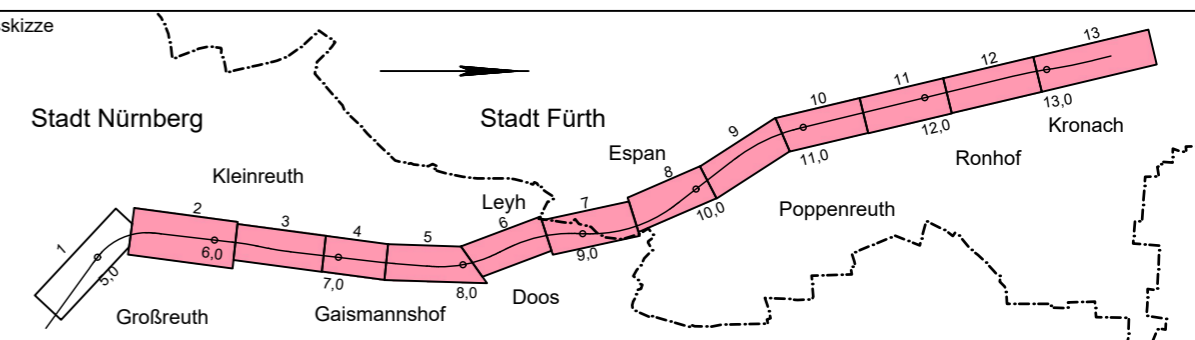 skizze
Stadt Nürnberg
Stadt Fürth
Kleinreuth
Leyh
Espan
Großreuth
Gaismannshof
Doos
Poppenreuth
Ronhof
Kronach
1
2
3
4
5
6
7
8
9
10
11
12
13
5,0
6,0
7,0
8,0
9,0
10,0
11,0
12,0
13,0